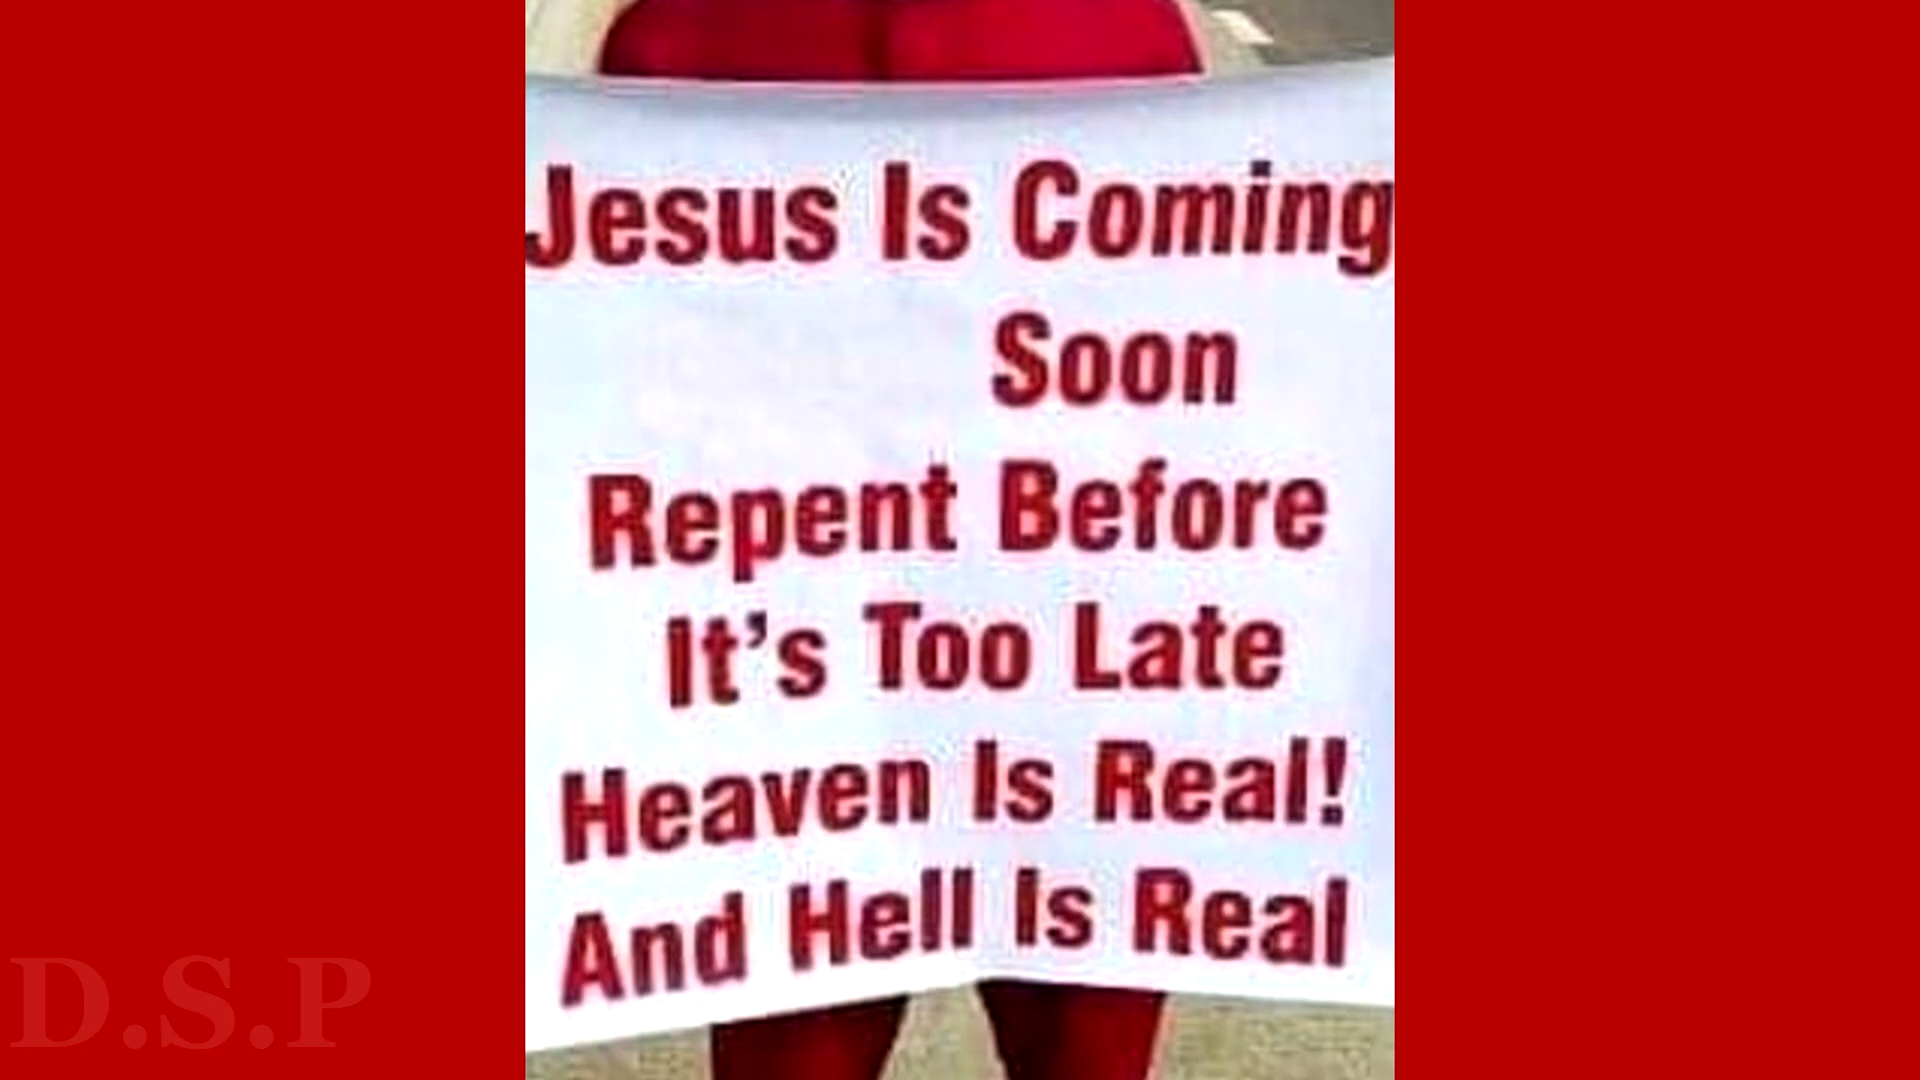 Jesus Is Coming
Soon
Repent Before
It's Too Late
Heaven Is Real!
And Hell Is Real
D.S.P